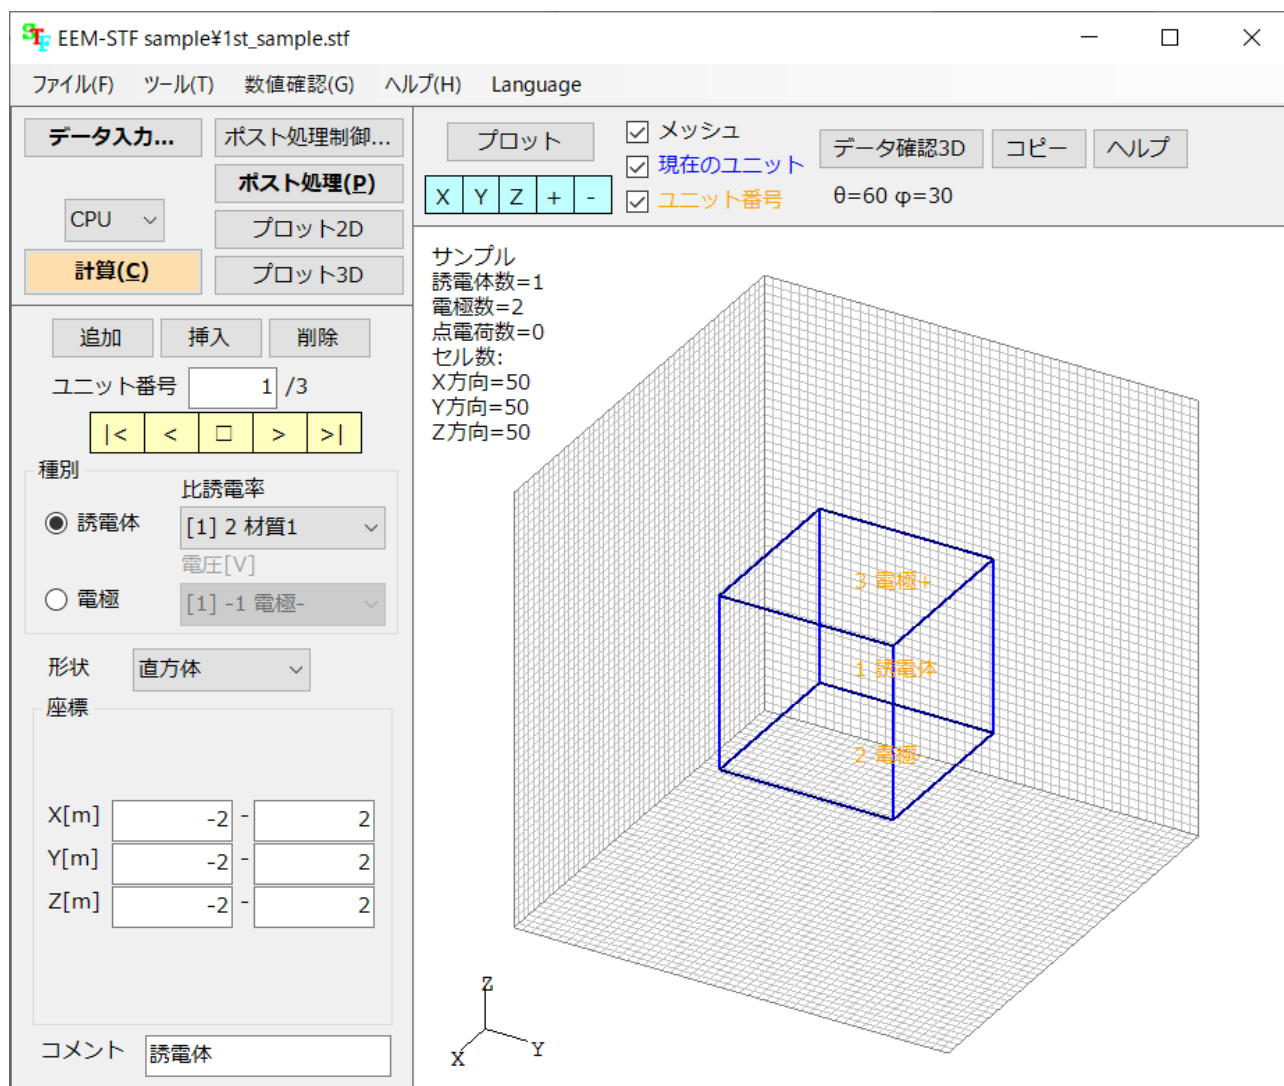 EEM-STF sample¥1st_sample.stf
ファイル(F) ツール(T) 数値確認(G) ヘルプ(H) Language
データ入力... ポスト処理制御...
ポスト処理(P)
CPU
プロット2D
計算(C)
プロット3D
プロット
メッシュ
現在のユニット
ユニット番号
データ確認3D コピー ヘルプ
X Y Z + -
θ=60 φ=30
追加 挿入 削除
ユニット番号 1 /3
|< < □ > >|
種別
比誘電率
誘電体 [1] 2 材質1
電圧[V]
電極 [1] -1 電極-
形状 直方体
座標
X[m] -2 - 2
Y[m] -2 - 2
Z[m] -2 - 2
コメント 誘電体
サンプル
誘電体数=1
電極数=2
点電荷数=0
セル数:
X方向=50
Y方向=50
Z方向=50
3 電極+
1 誘電体
2 電極-
Z
Y
X